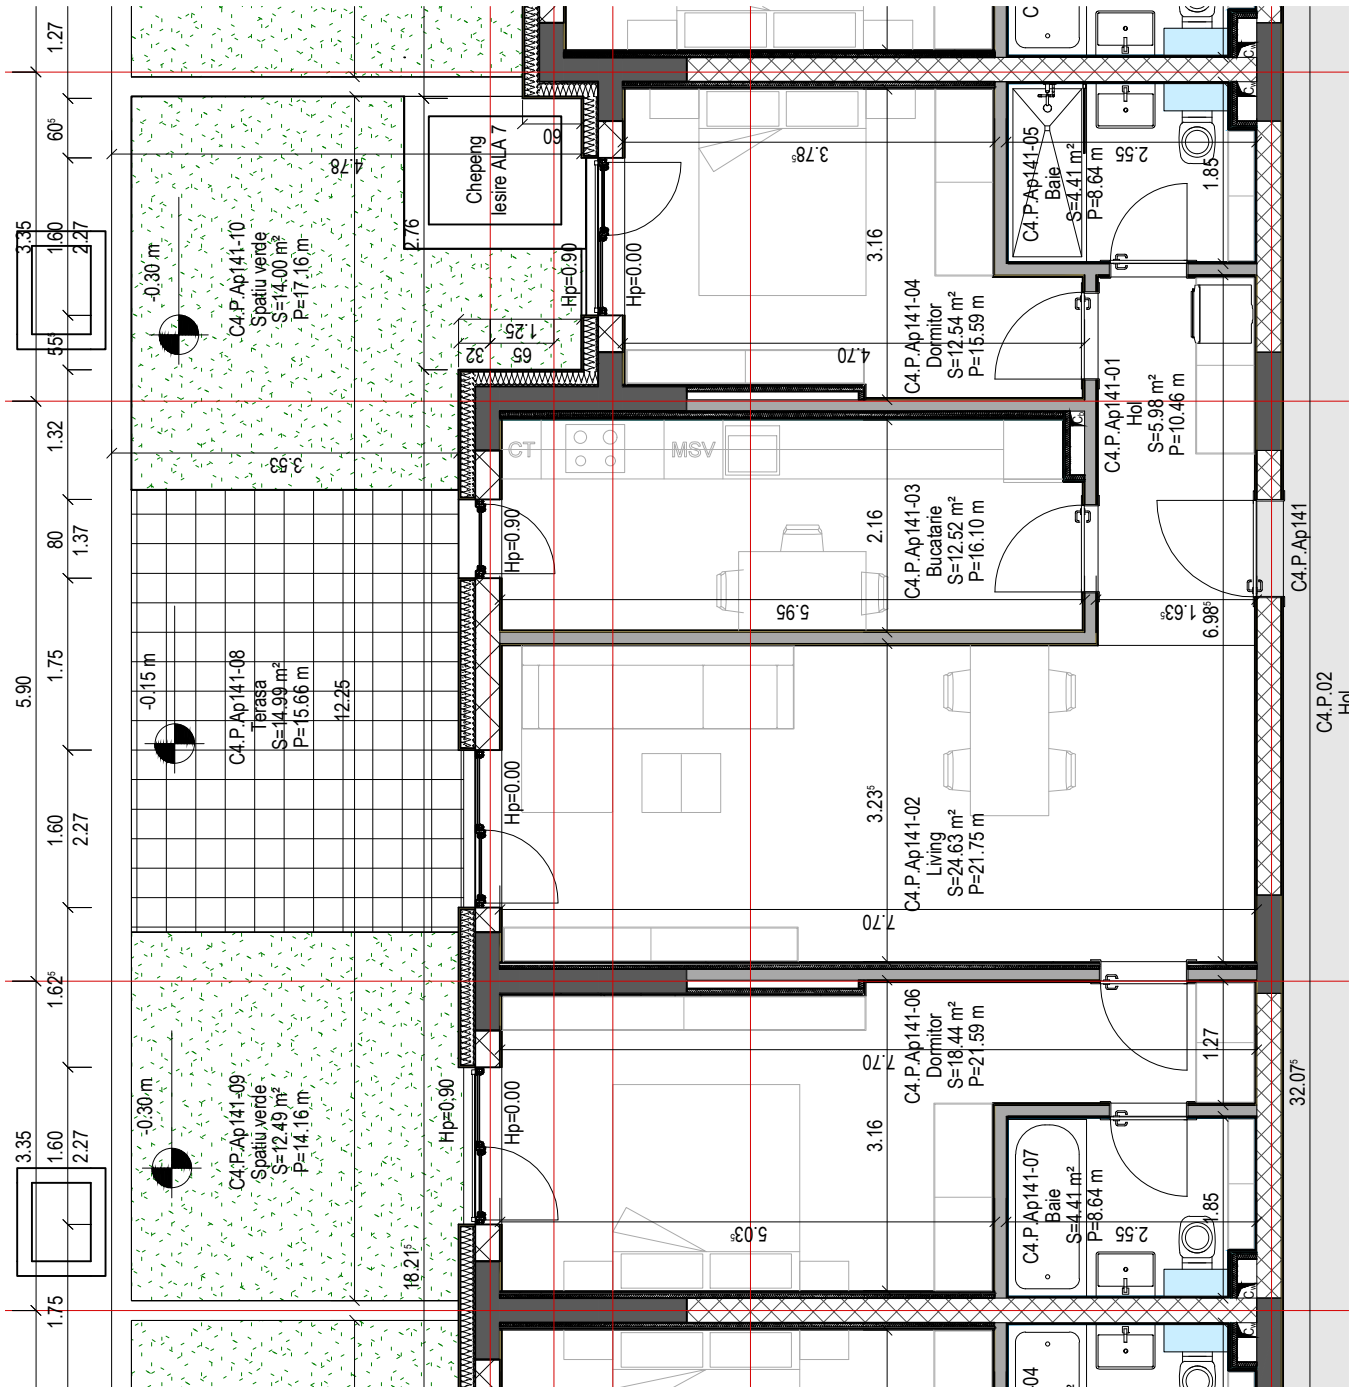 C4.P.Ap141-10
Spatiu verde
S=14.00 m²
P=17.16 m
-0.30 m
Chepeng
Iesire ALA 7
C4.P.Ap141-08
Terasa
S=14.99 m²
P=15.66 m
-0.15 m
12.25
C4.P.Ap141-09
Spatiu verde
S=12.49 m²
P=14.16 m
-0.30 m
C4.P.Ap141-05
Baie
S=4.41 m²
P=8.64 m
C4.P.Ap141-04
Dormitor
S=12.54 m²
P=15.59 m
C4.P.Ap141-01
Hol
S=5.98 m²
P=10.46 m
C4.P.Ap141-03
Bucatarie
S=12.52 m²
P=16.10 m
C4.P.Ap141-02
Living
S=24.63 m²
P=21.75 m
C4.P.Ap141-06
Dormitor
S=18.44 m²
P=21.59 m
C4.P.Ap141-07
Baie
S=4.41 m²
P=8.64 m
C4.P.Ap141
C4.P.02
Hol
CT
MSV
Hp=0.90
Hp=0.00
Hp=0.90
Hp=0.00
Hp=0.90
Hp=0.00
1.27
60⁵
3.35
1.60
2.27
55⁵
1.32
80
1.37
5.90
1.75
1.60
2.27
1.62⁵
3.35
1.60
2.27
1.75
4.78
2.76
60
1.25
32
65
3.53
3.78⁵
3.16
4.70
2.55
1.85
2.16
5.95
1.63⁵
6.98⁵
3.23⁵
7.70
7.70
1.27
3.16
5.03⁵
2.55
1.85
18.21⁵
32.07⁵